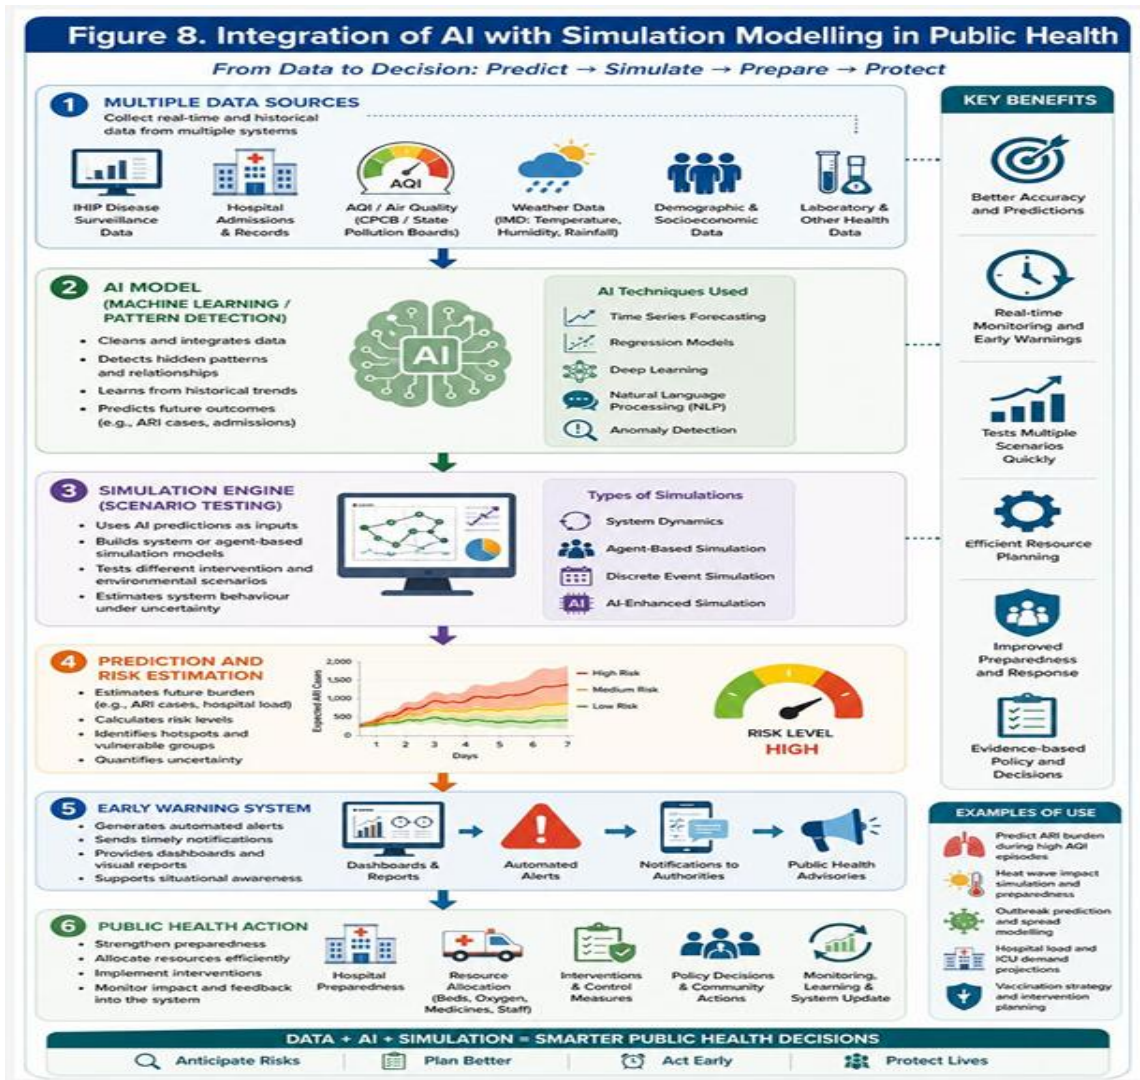 Figure 8. Integration of AI with Simulation Modelling in Public Health
From Data to Decision: Predict → Simulate → Prepare → Protect
1 MULTIPLE DATA SOURCES
Collect real-time and historical
data from multiple systems
AQI
IHIP Disease
Surveillance
Data
Hospital
Admissions
& Records
AQI / Air Quality
(CPCB / State
Pollution Boards)
Weather Data
(IMD: Temperature,
Humidity, Rainfall)
Demographic &
Socioeconomic
Data
Laboratory &
Other Health
Data
2 AI MODEL
(MACHINE LEARNING /
PATTERN DETECTION)
• Cleans and integrates data
• Detects hidden patterns
and relationships
• Learns from historical trends
• Predicts future outcomes
(e.g., ARI cases, admissions)
AI
AI Techniques Used
Time Series Forecasting
Regression Models
Deep Learning
Natural Language
Processing (NLP)
Anomaly Detection
3 SIMULATION ENGINE
(SCENARIO TESTING)
• Uses AI predictions as inputs
• Builds system or agent-based
simulation models
• Tests different intervention and
environmental scenarios
• Estimates system behaviour
under uncertainty
Types of Simulations
System Dynamics
Agent-Based Simulation
Discrete Event Simulation
AI
AI-Enhanced Simulation
4 PREDICTION AND
RISK ESTIMATION
• Estimates future burden
(e.g., ARI cases, hospital load)
• Calculates risk levels
• Identifies hotspots and
vulnerable groups
• Quantifies uncertainty
Expected ARI Cases
2,000
1,500
1,000
500
0
1 2 3 4 5 6 7
Days
High Risk
Medium Risk
Low Risk
RISK LEVEL
HIGH
5 EARLY WARNING SYSTEM
• Generates automated alerts
• Sends timely notifications
• Provides dashboards and
visual reports
• Supports situational awareness
Dashboards &
Reports
Automated
Alerts
Notifications to
Authorities
Public Health
Advisories
6 PUBLIC HEALTH ACTION
• Strengthen preparedness
• Allocate resources efficiently
• Implement interventions
• Monitor impact and feedback
into the system
Hospital
Preparedness
Resource
Allocation
(Beds, Oxygen,
Medicines, Staff)
Interventions
& Control
Measures
Policy Decisions
& Community
Actions
Monitoring,
Learning &
System Update
KEY BENEFITS
Better Accuracy
and Predictions
Real-time
Monitoring and
Early Warnings
Tests Multiple
Scenarios
Quickly
Efficient Resource
Planning
Improved
Preparedness
and Response
Evidence-based
Policy and
Decisions
EXAMPLES OF USE
Predict ARI burden
during high AQI
episodes
Heat wave impact
simulation and
preparedness
Outbreak prediction
and spread
modelling
Hospital load and
ICU demand
projections
Vaccination strategy
and intervention
planning
DATA + AI + SIMULATION = SMARTER PUBLIC HEALTH DECISIONS
Anticipate Risks
Plan Better
Act Early
Protect Lives